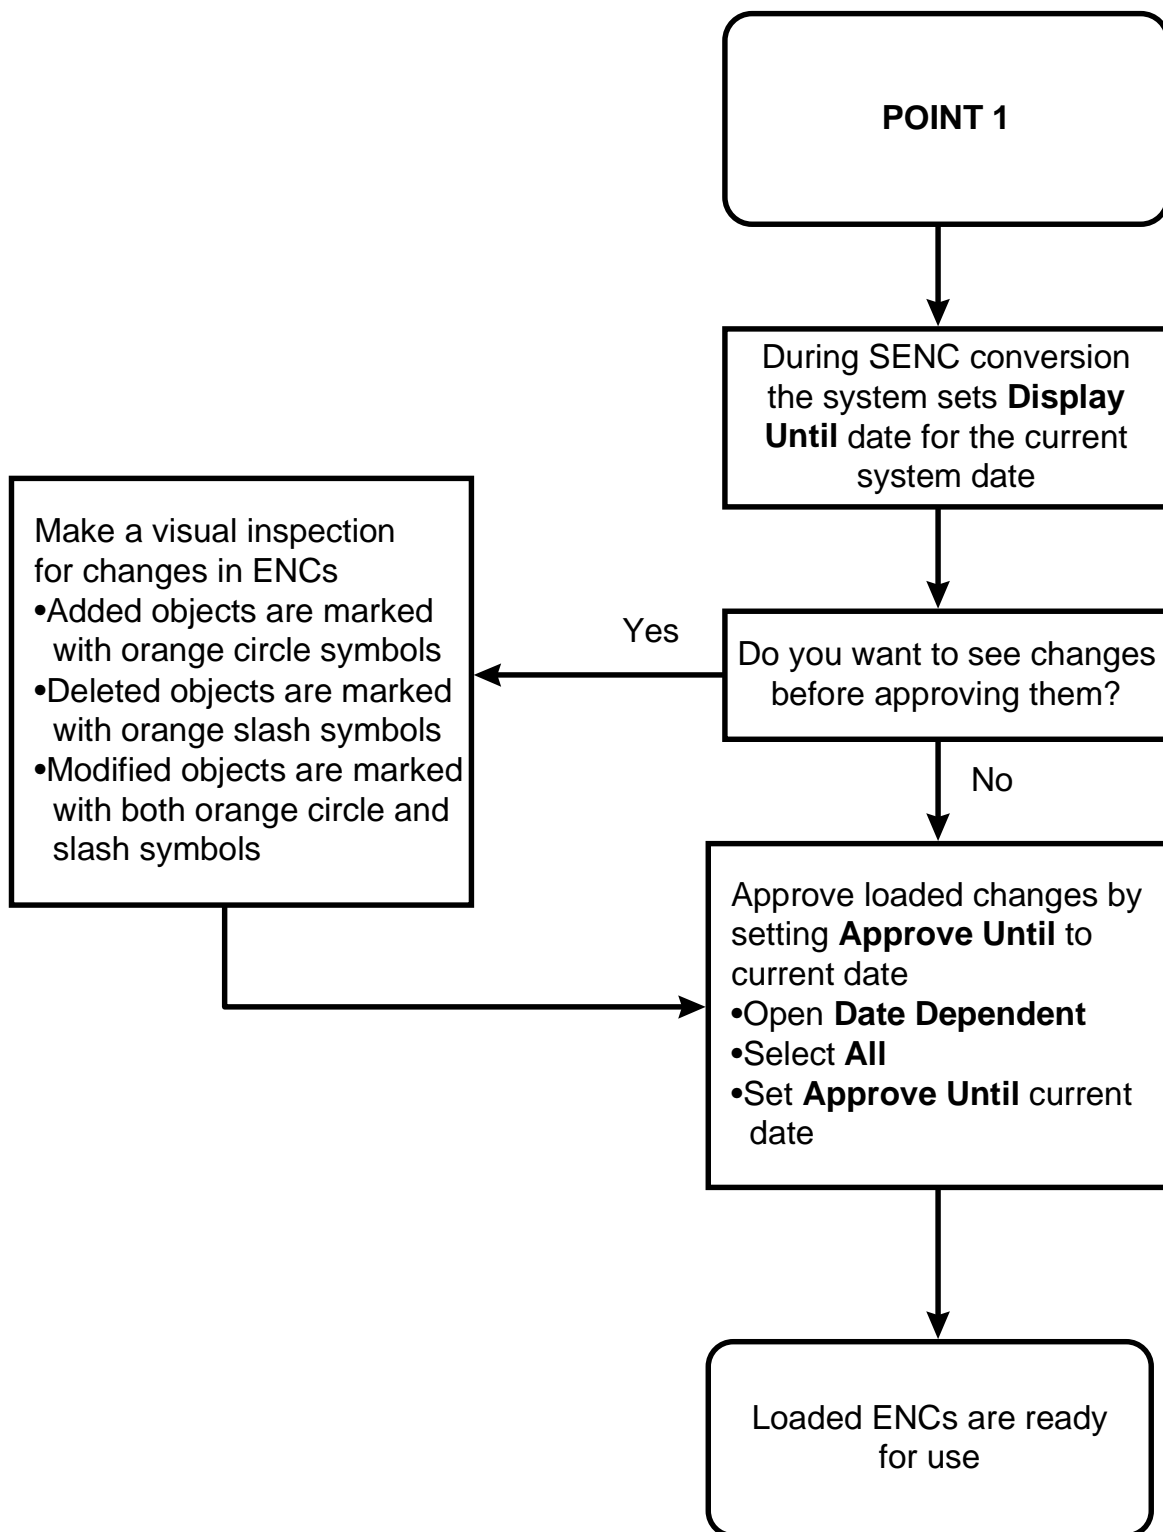 POINT 1
During SENC conversion
the system sets Display
Until date for the current
system date
Do you want to see changes
before approving them?
Yes
No
Make a visual inspection
for changes in ENCs
•Added objects are marked
with orange circle symbols
•Deleted objects are marked
with orange slash symbols
•Modified objects are marked
with both orange circle and
slash symbols
Approve loaded changes by
setting Approve Until to
current date
•Open Date Dependent
•Select All
•Set Approve Until current
date
Loaded ENCs are ready
for use